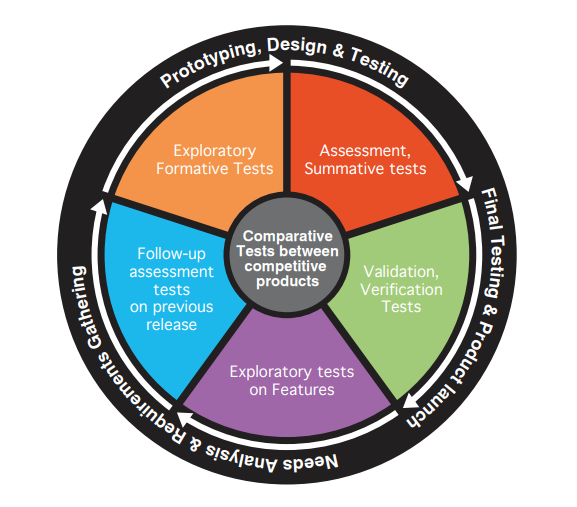 Prototyping, Design & Testing
Exploratory
Formative Tests
Assessment,
Summative tests
Final Testing & Product launch
Comparative
Tests between
competitive
products
Follow-up
assessment
tests
on previous
release
Validation,
Verification
Tests
Exploratory tests
on Features
Needs Analysis & Requirements Gathering